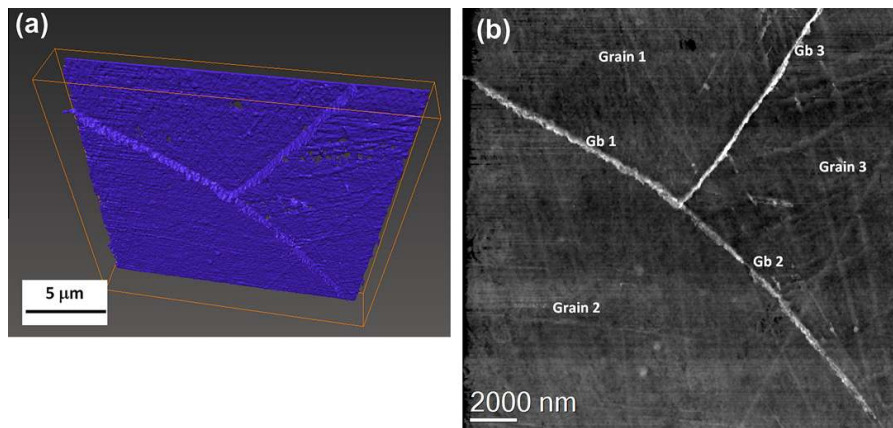 (a)
5 μm
(b)
Grain 1
Gb 3
Gb 1
Grain 3
Gb 2
Grain 2
2000 nm